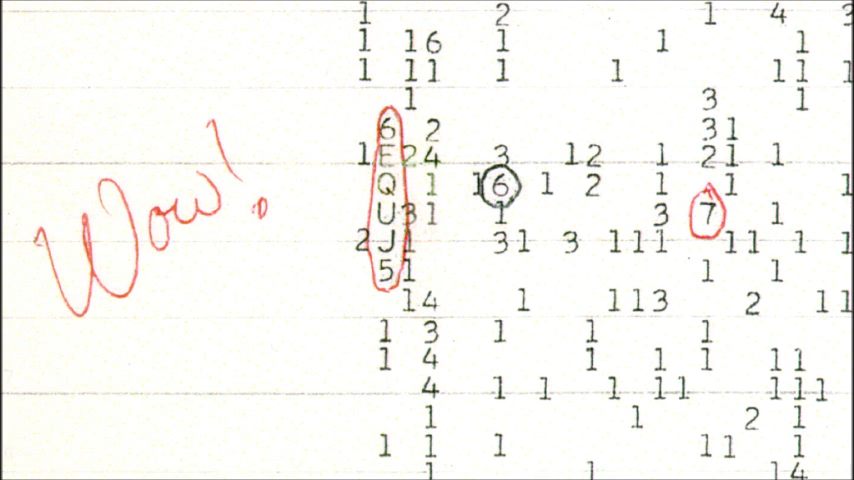 1 2 1 4 3
1 16 1 1 1
1 11 1 1 11 1
1 3 1
6 2 31
1E24 3 12 1 21 1
Wow! Q 1 16 1 2 1 1 1
U31 1 3 7 1
2J1 31 3 111 11 1 1
51 1 1
14 1 113 2 11
1 3 1 1 1
1 4 1 1 1 11
4 1 1 1 11 111
1 1 2 1
1 1 1 11 1
1 1 14